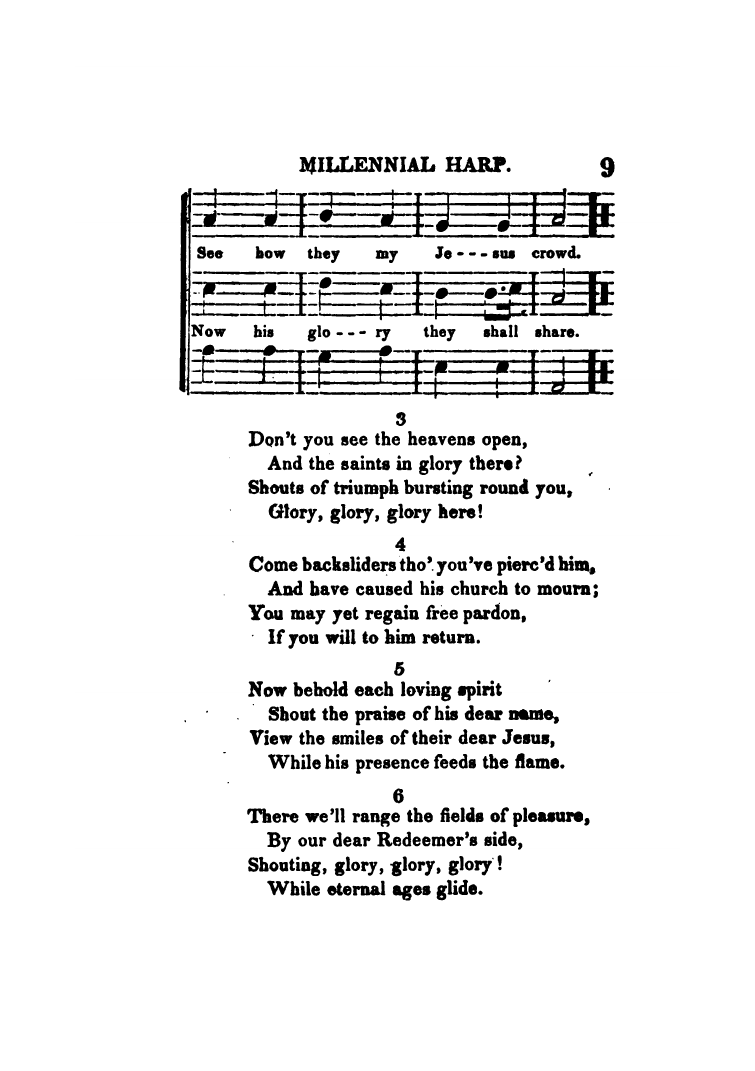 MILLENNIAL HARP. 9
See how they my Je - - - sus crowd.
Now his glo - - - ry they shall share.
3
Don't you see the heavens open,
And the saints in glory there?
Shouts of triumph bursting round you,
Glory, glory, glory here!
4
Come backsliders tho' you've pierc'd him,
And have caused his church to mourn;
You may yet regain free pardon,
If you will to him return.
5
Now behold each loving spirit
Shout the praise of his dear name,
View the smiles of their dear Jesus,
While his presence feeds the flame.
6
There we'll range the fields of pleasure,
By our dear Redeemer's side,
Shouting, glory, glory, glory!
While eternal ages glide.